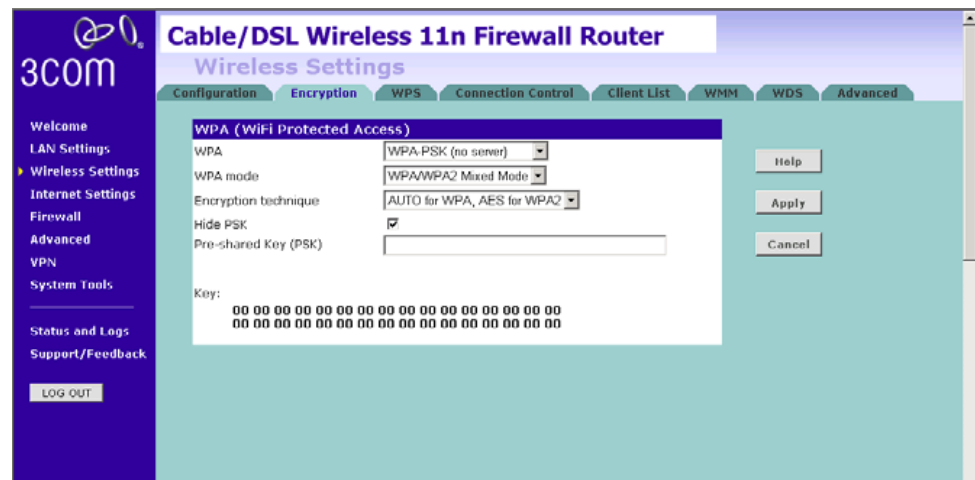 3COM
Cable/DSL Wireless 11n Firewall Router
Wireless Settings
Configuration Encryption WPS Connection Control Client List WMM WDS Advanced
Welcome
LAN Settings
Wireless Settings
Internet Settings
Firewall
Advanced
VPN
System Tools
Status and Logs
Support/Feedback
LOG OUT
WPA (WiFi Protected Access)
WPA WPA-PSK (no server)
WPA mode WPA/WPA2 Mixed Mode
Encryption technique AUTO for WPA, AES for WPA2
Hide PSK
Pre-shared Key (PSK)
Key:
00 00 00 00 00 00 00 00 00 00 00 00 00 00 00 00
00 00 00 00 00 00 00 00 00 00 00 00 00 00 00 00
Help
Apply
Cancel